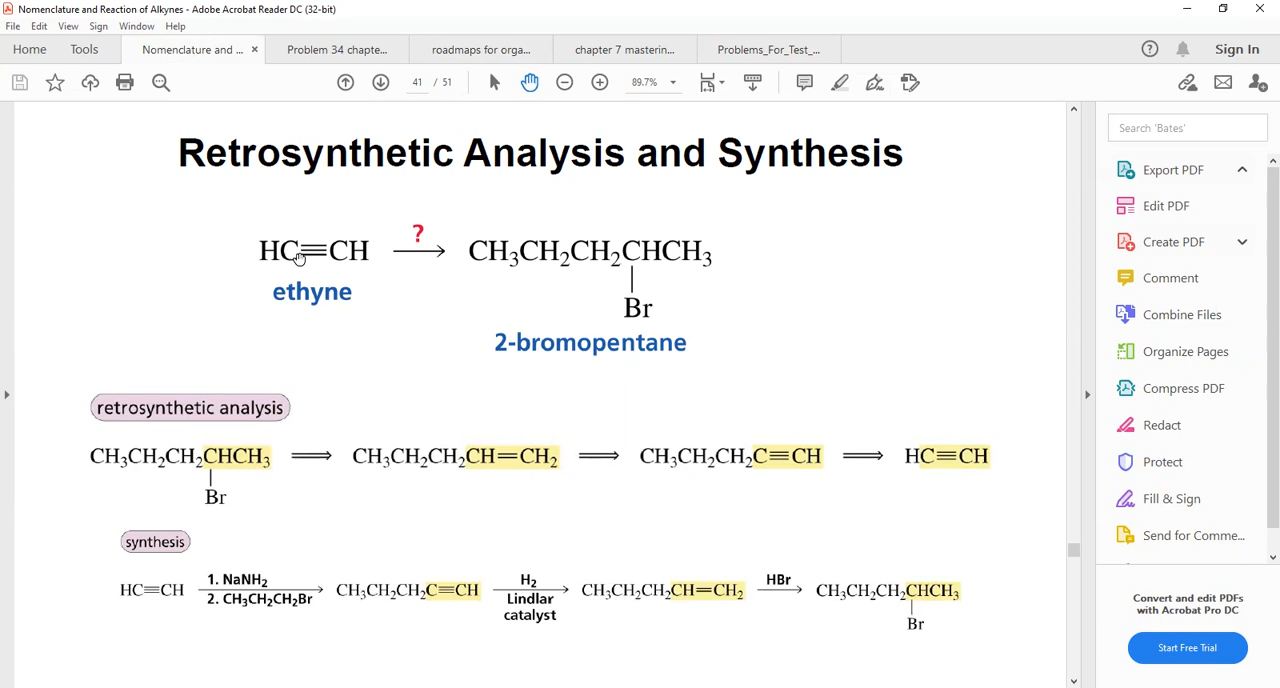 Nomenclature and Reaction of Alkynes - Adobe Acrobat Reader DC (32-bit)
File Edit View Sign Window Help
Home Tools Nomenclature and ... × Problem 34 chapte... roadmaps for orga... chapter 7 masterin... Problems_For_Test_... Sign In
41 / 51 89.7%
Retrosynthetic Analysis and Synthesis
?
HC≡CH → CH₃CH₂CH₂CHCH₃
Br
ethyne
2-bromopentane
retrosynthetic analysis
CH₃CH₂CH₂CHCH₃ ⟹ CH₃CH₂CH₂CH=CH₂ ⟹ CH₃CH₂CH₂C≡CH ⟹ HC≡CH
Br
synthesis
1. NaNH₂ H₂ HBr
HC≡CH → CH₃CH₂CH₂C≡CH → CH₃CH₂CH₂CH=CH₂ → CH₃CH₂CH₂CHCH₃
2. CH₃CH₂CH₂Br Lindlar
catalyst Br
Search 'Bates'
Export PDF
Edit PDF
Create PDF
Comment
Combine Files
Organize Pages
Compress PDF
Redact
Protect
Fill & Sign
Send for Comme...
Convert and edit PDFs
with Acrobat Pro DC
Start Free Trial